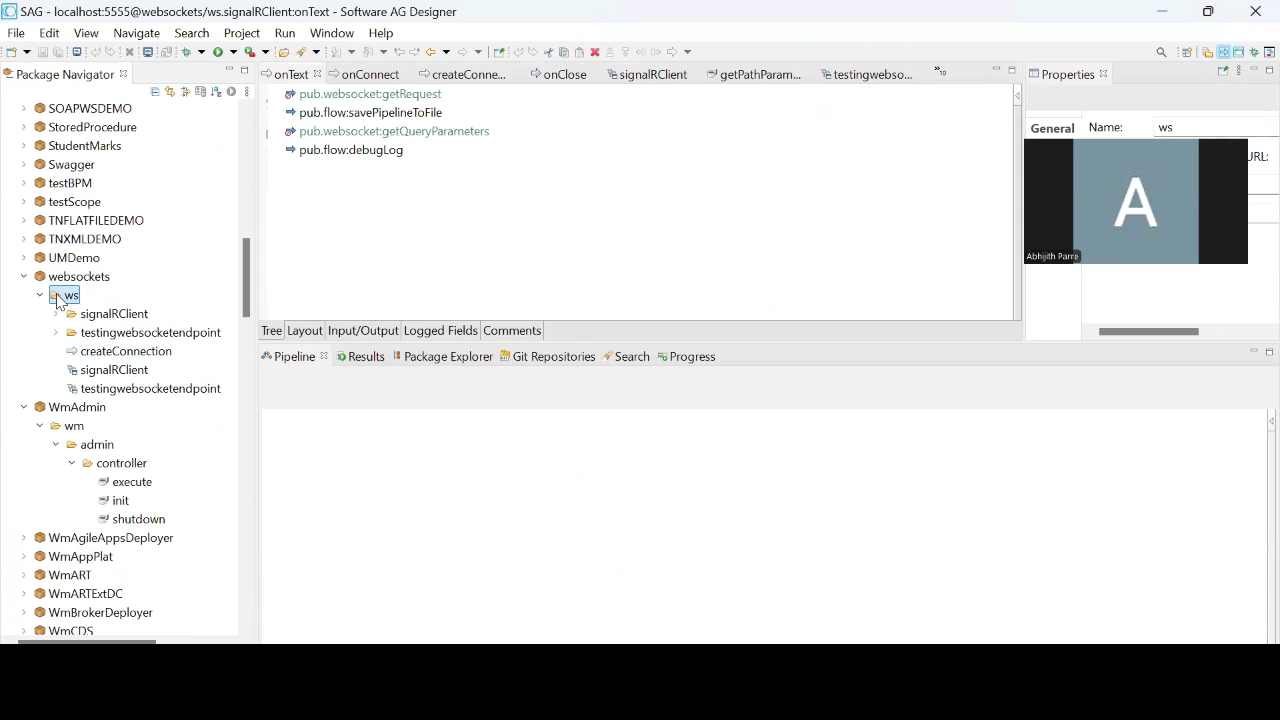 SAG - localhost:5555@websockets/ws.signalRClient:onText - Software AG Designer
File Edit View Navigate Search Project Run Window Help
Package Navigator
SOAPWSDEMO
StoredProcedure
StudentMarks
Swagger
testBPM
testScope
TNFLATFILEDEMO
TNXMLDEMO
UMDemo
websockets
ws
signalRClient
testingwebsocketendpoint
createConnection
signalRClient
testingwebsocketendpoint
WmAdmin
wm
admin
controller
execute
init
shutdown
WmAgileAppsDeployer
WmAppPlat
WmART
WmARTExtDC
WmBrokerDeployer
WmCDS
onText onConnect createConne... onClose signalRClient getPathParam... testingwebso... »10
pub.websocket:getRequest
pub.flow:savePipelineToFile
pub.websocket:getQueryParameters
pub.flow:debugLog
Tree Layout Input/Output Logged Fields Comments
Pipeline Results Package Explorer Git Repositories Search Progress
Properties
General Name: ws
URL:
A
Abhijith Parre